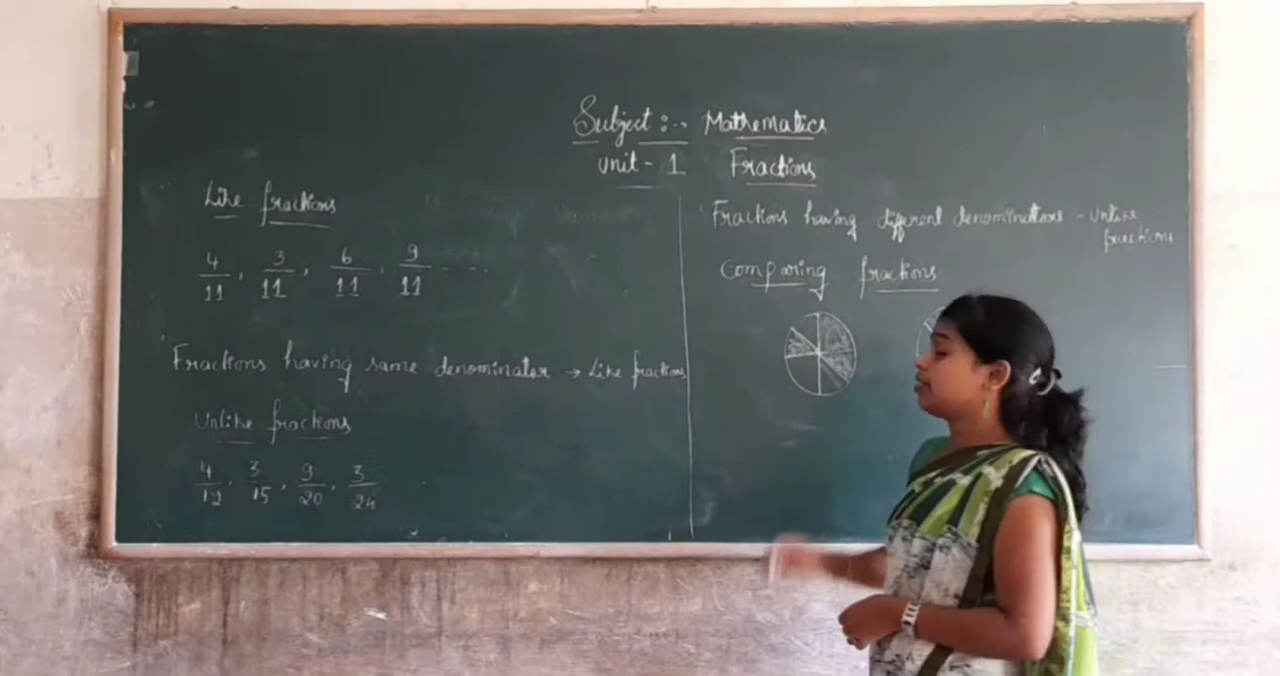 Subject :- Mathematics
Unit - 1 Fractions
Like fractions
4/11, 3/11, 6/11, 9/11 .....
Fractions having same denominator → Like fractions
Unlike fractions
4/12, 3/15, 9/20, 3/24
Fractions having different denominators - Unlike
fractions
Comparing fractions